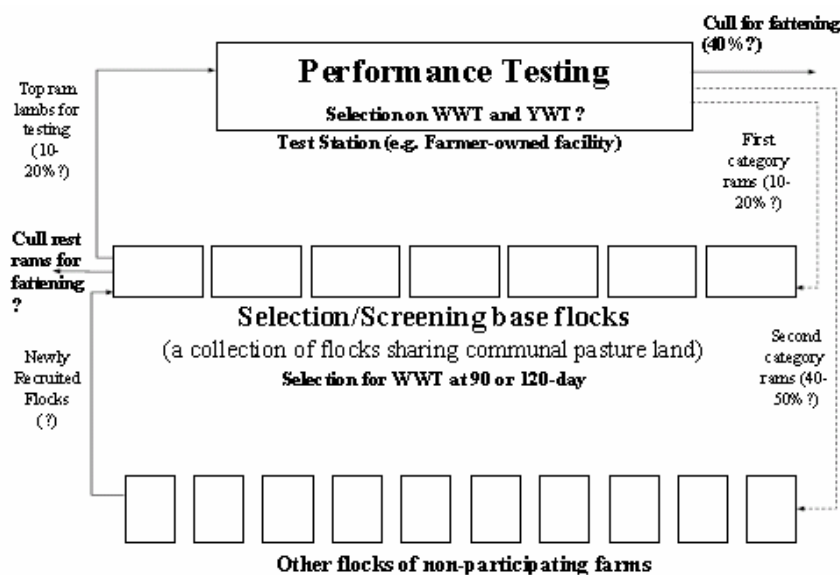 Cull for fattening
(40% ?)
Performance Testing
Selection on WWT and YWT ?
Test Station (e.g. Farmer-owned facility)
Top ram
lambs for
testing
(10-
20% ?)
First
category
rams (10-
20% ?)
Cull rest
rams for
fattening
?
Selection/Screening base flocks
(a collection of flocks sharing communal pasture land)
Selection for WWT at 90 or 120-day
Newly
Recruited
Flocks
(?)
Second
category
rams (40-
50% ?)
Other flocks of non-participating farms